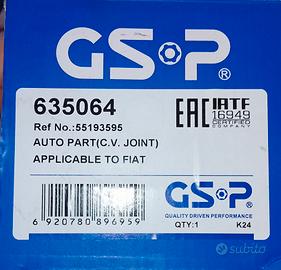 GSP®
635064
Ref No.:55193595
AUTO PART(C.V. JOINT)
APPLICABLE TO FIAT
EAC IATF
16949
CERTIFIED
COMPANY
6 920780 896959
GSP®
QUALITY DRIVEN PERFORMANCE
QTY:1 K24
subito